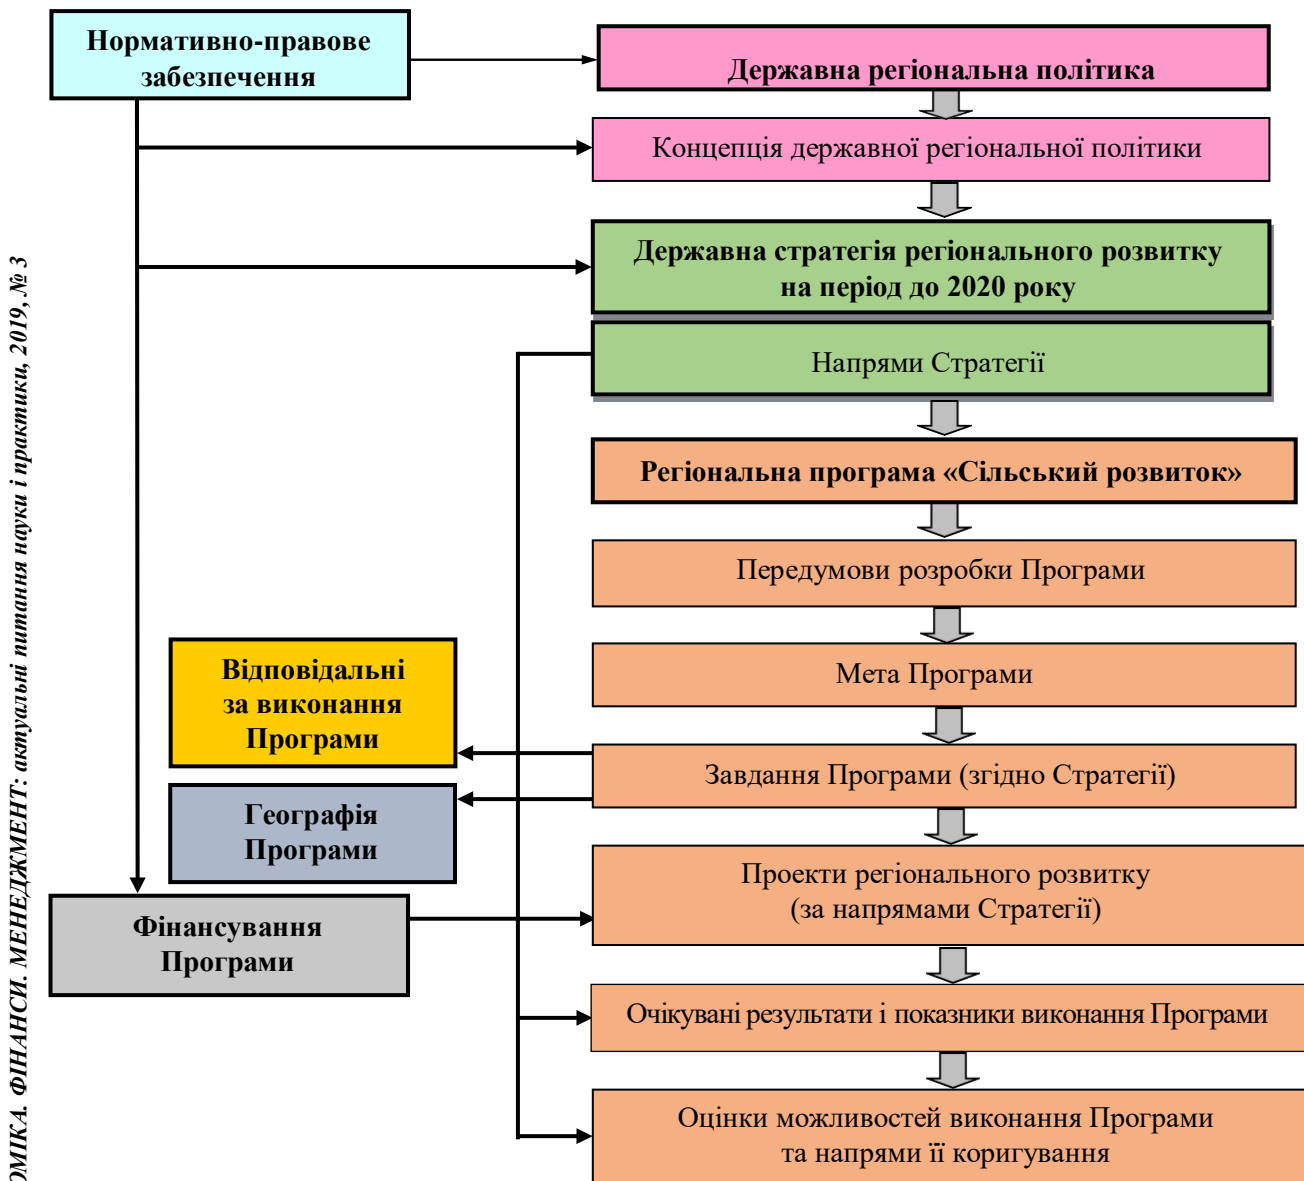 Нормативно-правове
забезпечення
Державна регіональна політика
Концепція державної регіональної політики
Державна стратегія регіонального розвитку
на період до 2020 року
Напрями Стратегії
Регіональна програма «Сільський розвиток»
Передумови розробки Програми
Мета Програми
Відповідальні
за виконання
Програми
Завдання Програми (згідно Стратегії)
Географія
Програми
Проекти регіонального розвитку
(за напрямами Стратегії)
Фінансування
Програми
Очікувані результати і показники виконання Програми
Оцінки можливостей виконання Програми
та напрями її коригування
ФІНАНСИ. МЕНЕДЖМЕНТ: актуальні питання науки і практики, 2019, № 3